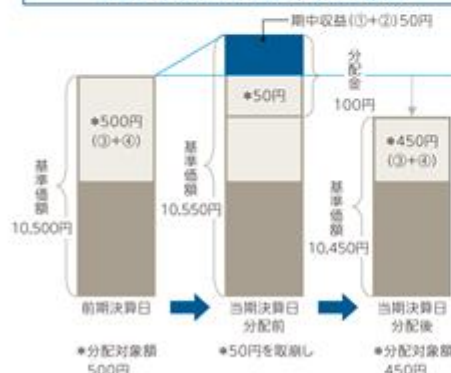 期中収益(①+②)50円
分配金
100円
*500円
(③+④)
基準価額
10,500円
*50円
基準価額
10,550円
*450円
(③+④)
基準価額
10,450円
前期決算日
当期決算日
分配前
当期決算日
分配後
*分配対象額
500円
*50円を取崩し
*分配対象額
450円